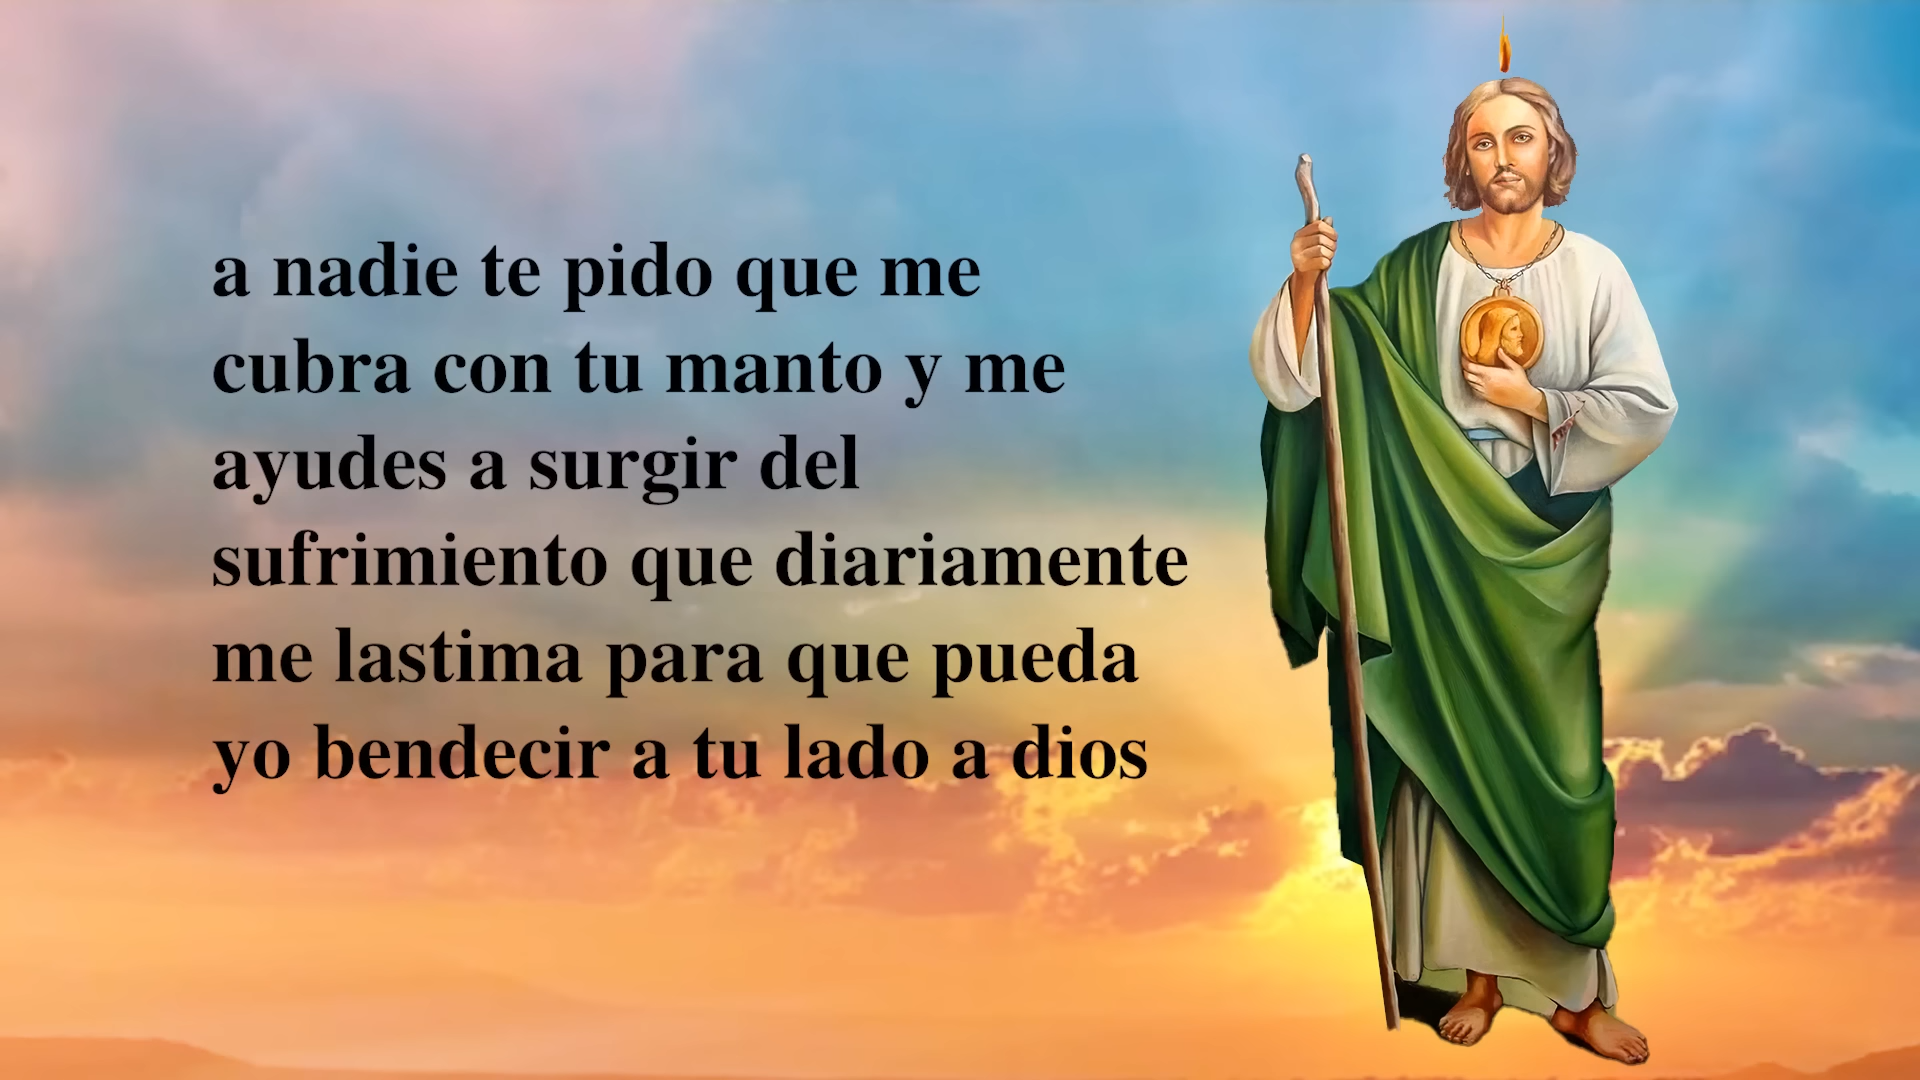 a nadie te pido que me
cubra con tu manto y me
ayudes a surgir del
sufrimiento que diariamente
me lastima para que pueda
yo bendecir a tu lado a dios